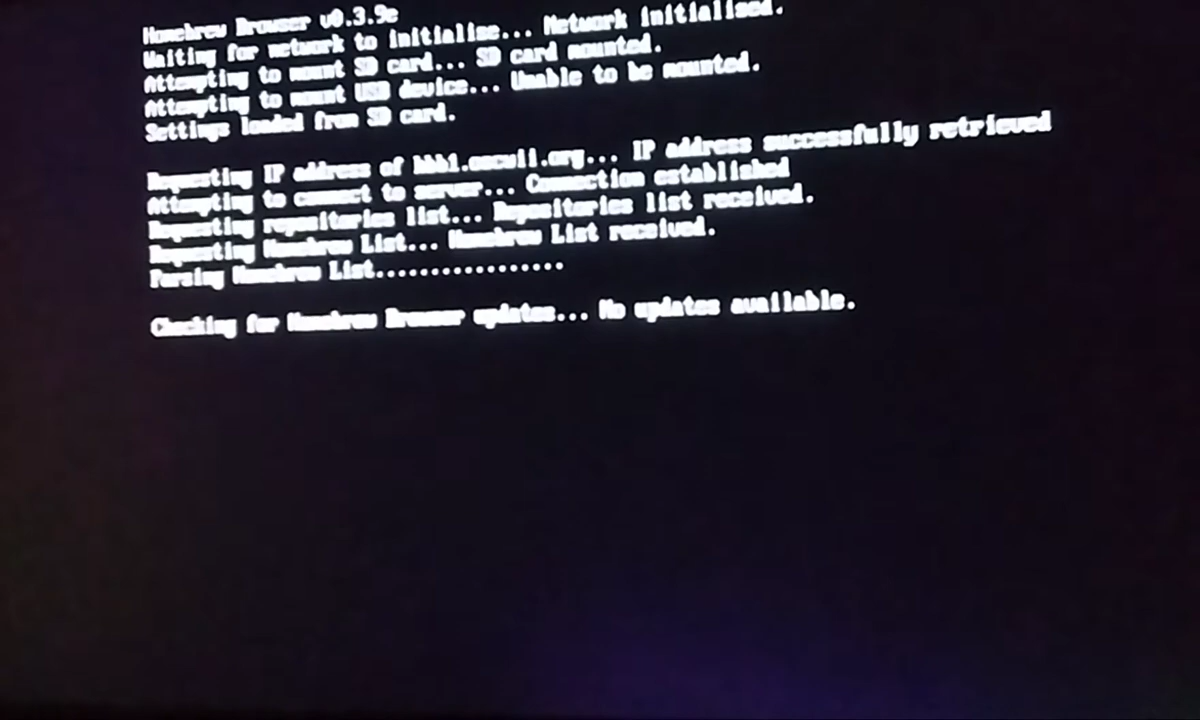 Homebrew Browser v0.3.9e
Waiting for network to initialise... Network initialised.
Attempting to mount SD card... SD card mounted.
Attempting to mount USB device... Unable to be mounted.
Settings loaded from SD card.
Requesting IP address of hbb1.oscwii.org... IP address successfully retrieved
Attempting to connect to server... Connection established
Requesting repositories list... Repositories list received.
Requesting Homebrew List... Homebrew List received.
Parsing Homebrew List.................
Checking for Homebrew Browser updates... No updates available.